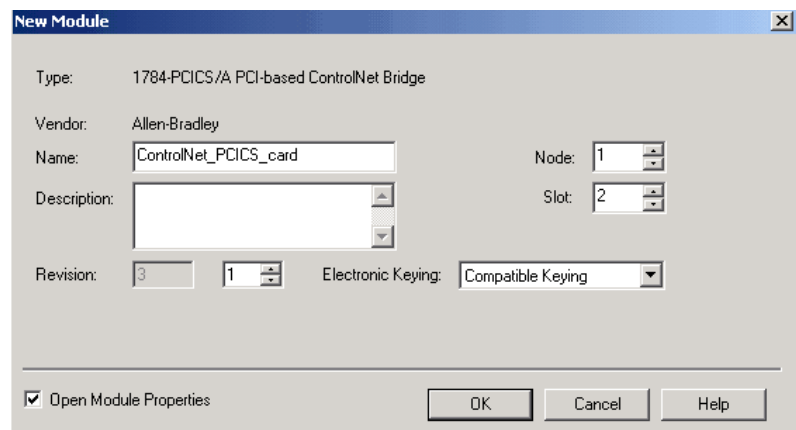 New Module
Type: 1784-PCICS/A PCI-based ControlNet Bridge
Vendor: Allen-Bradley
Name: ControlNet_PCICS_card Node: 1
Description: Slot: 2
Revision: 3 1 Electronic Keying: Compatible Keying
Open Module Properties OK Cancel Help